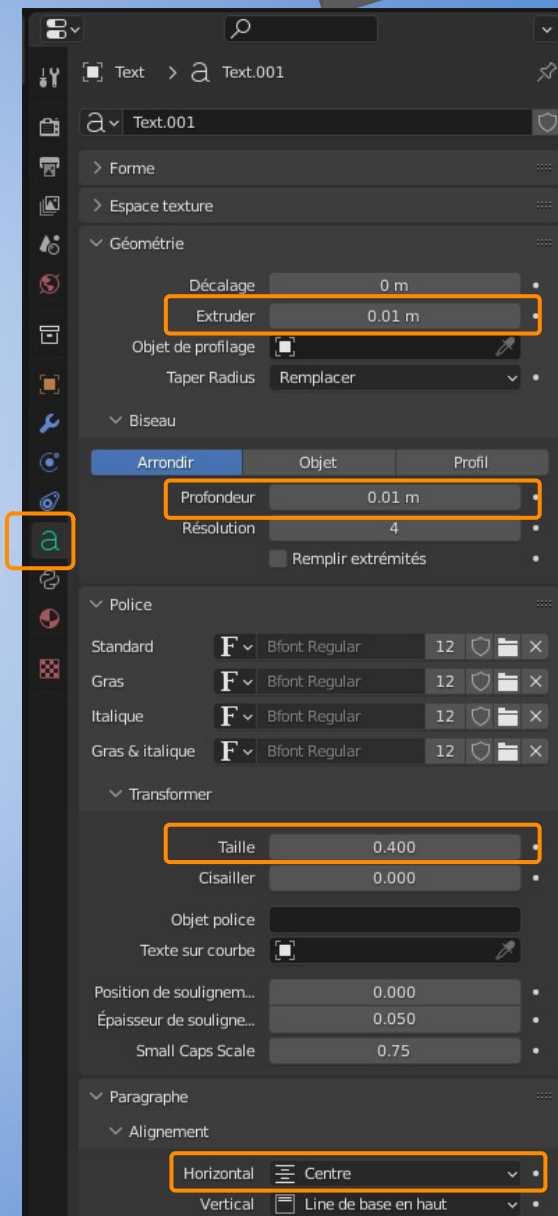 Text > a Text.001
a Text.001
Forme
Espace texture
Géométrie
Décalage 0 m
Extruder 0.01 m
Objet de profilage
Taper Radius Remplacer
Biseau
Arrondir Objet Profil
Profondeur 0.01 m
Résolution 4
Remplir extrémités
a
Police
Standard F Bfont Regular 12
Gras F Bfont Regular 12
Italique F Bfont Regular 12
Gras & italique F Bfont Regular 12
Transformer
Taille 0.400
Cisailler 0.000
Objet police
Texte sur courbe
Position de soulignem... 0.000
Épaisseur de souligne... 0.050
Small Caps Scale 0.75
Paragraphe
Alignement
Horizontal Centre
Vertical Line de base en haut